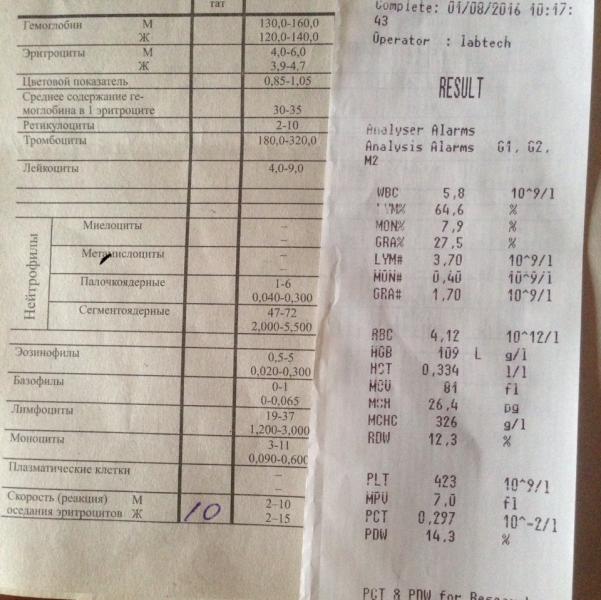 тат
Гемоглобин М 130,0-160,0
Ж 120,0-140,0
Эритроциты М 4,0-6,0
Ж 3,9-4,7
Цветовой показатель 0,85-1,05
Среднее содержание ге-
моглобина в 1 эритроците 30-35
Ретикулоциты 2-10
Тромбоциты 180,0-320,0
Лейкоциты 4,0-9,0
Нейтрофилы
Миелоциты –
–
Метамиелоциты –
–
Палочкоядерные 1-6
0,040-0,300
Сегментоядерные 47-72
2,000-5,500
Эозинофилы 0,5-5
0,020-0,300
Базофилы 0-1
0-0,065
Лимфоциты 19-37
1,200-3,000
Моноциты 3-11
0,090-0,600
Плазматические клетки –
–
Скорость (реакция) М 2–10
оседания эритроцитов Ж 10 2–15
Complete: 01/08/2016 10:17:
43
Operator : labtech
RESULT
Analyser Alarms
Analysis Alarms G1, G2,
M2
WBC 5,8 10^9/l
LYM% 64,6 %
MON% 7,9 %
GRA% 27,5 %
LYM# 3,70 10^9/l
MON# 0,40 10^9/l
GRA# 1,70 10^9/l
RBC 4,12 10^12/l
HGB 109 L g/l
HCT 0,334 l/l
MCV 81 fl
MCH 26,4 pg
MCHC 326 g/l
RDW 12,3 %
PLT 423 10^9/l
MPV 7,0 fl
PCT 0,297 10^-2/l
PDW 14,3 %
PCT & PDW for